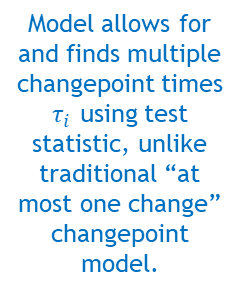 Model allows for
and finds multiple
changepoint times
τᵢ using test
statistic, unlike
traditional “at
most one change”
changepoint
model.